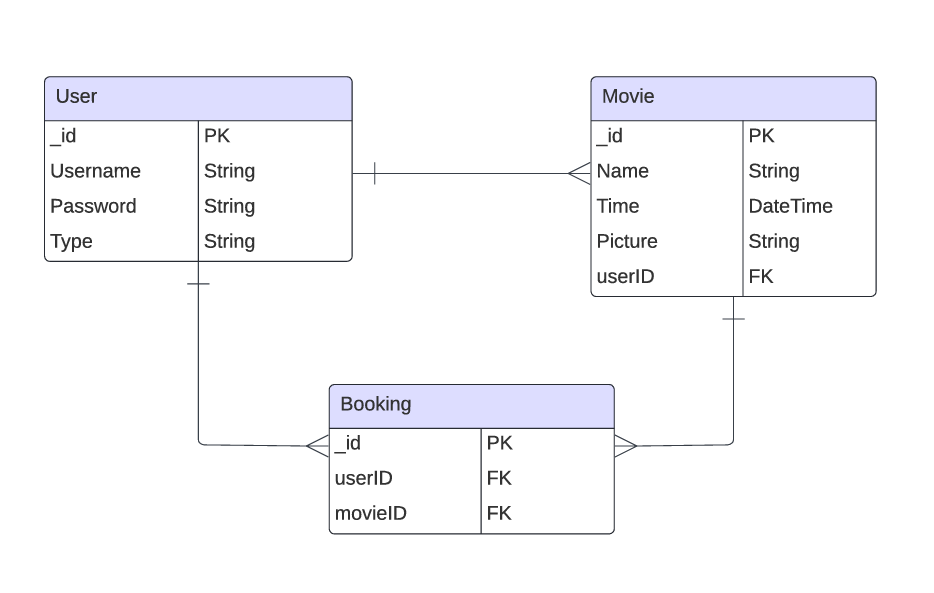 User
_id PK
Username String
Password String
Type String
Movie
_id PK
Name String
Time DateTime
Picture String
userID FK
Booking
_id PK
userID FK
movieID FK